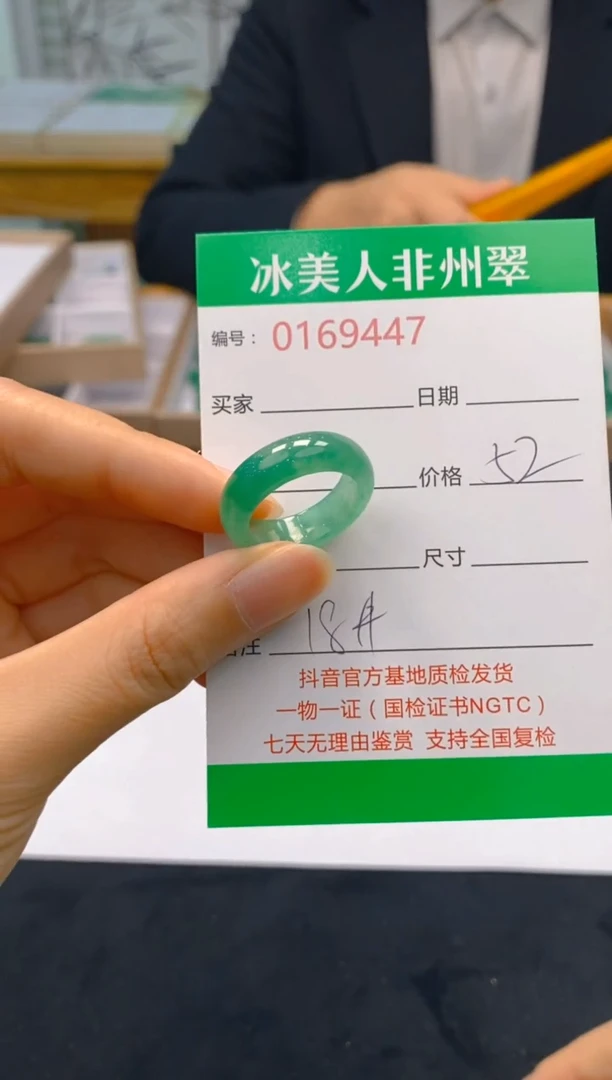 冰美人非州翠
编号： 0169447
买家 日期
价格 52
尺寸
注 18#
抖音官方基地质检发货
一物一证（国检证书NGTC）
七天无理由鉴赏 支持全国复检